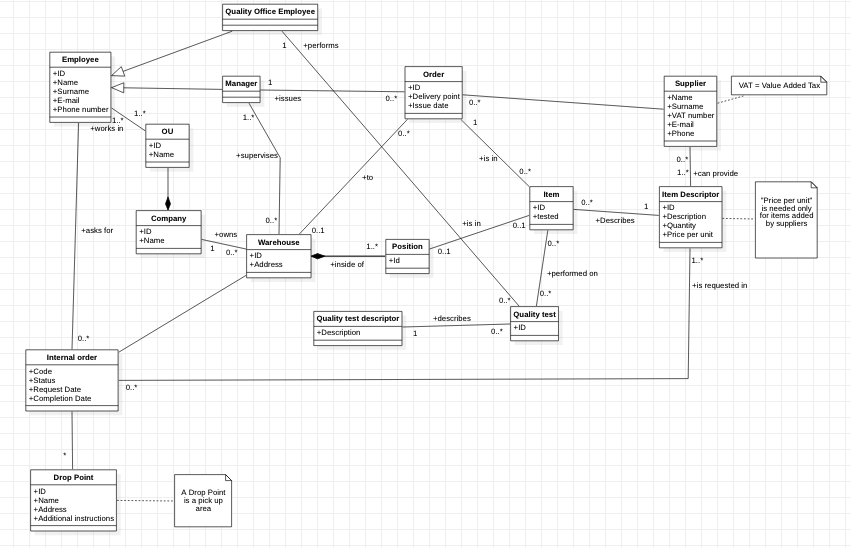 Quality Office Employee
1
+performs
Employee
+ID
+Name
+Surname
+E-mail
+Phone number
1..*
+works in
1..*
OU
+ID
+Name
Manager
1
+issues
0..*
1..*
+supervises
0..*
Order
+ID
+Delivery point
+Issue date
0..*
0..*
1
+is in
0..*
+to
0..1
Supplier
+Name
+Surname
+VAT number
+E-mail
+Phone
VAT = Value Added Tax
0..*
1..*
+can provide
Item Descriptor
+ID
+Description
+Quantity
+Price per unit
"Price per unit"
is needed only
for items added
by suppliers
Item
+ID
+tested
0..*
1
+Describes
+is in
0..1
0..1
Company
+ID
+Name
+owns
1
0..*
Warehouse
+ID
+Address
1..*
+inside of
Position
+Id
0..*
+performed on
0..*
0..*
Quality test
+ID
Quality test descriptor
+Description
+describes
1
0..*
1..*
+is requested in
0..*
+asks for
0..*
Internal order
+Code
+Status
+Request Date
+Completion Date
*
Drop Point
+ID
+Name
+Address
+Additional instructions
A Drop Point
is a pick up
area